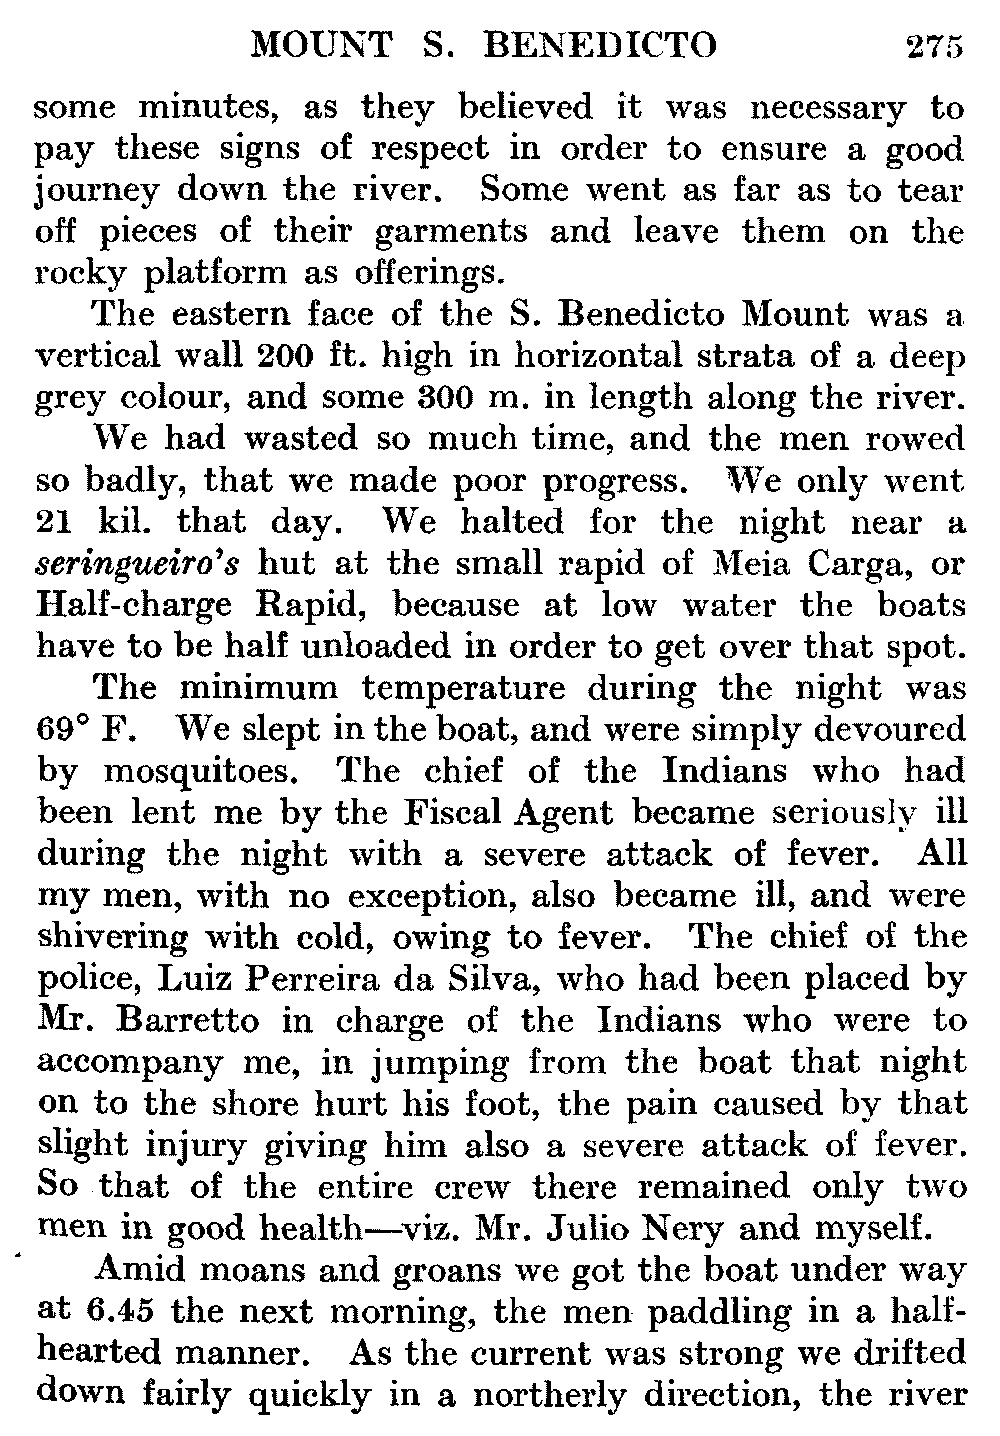 MOUNT S. BENEDICTO 275
some minutes, as they believed it was necessary to
pay these signs of respect in order to ensure a good
journey down the river. Some went as far as to tear
off pieces of their garments and leave them on the
rocky platform as offerings.
The eastern face of the S. Benedicto Mount was a
vertical wall 200 ft. high in horizontal strata of a deep
grey colour, and some 300 m. in length along the river.
We had wasted so much time, and the men rowed
so badly, that we made poor progress. We only went
21 kil. that day. We halted for the night near a
seringueiro's hut at the small rapid of Meia Carga, or
Half-charge Rapid, because at low water the boats
have to be half unloaded in order to get over that spot.
The minimum temperature during the night was
69° F. We slept in the boat, and were simply devoured
by mosquitoes. The chief of the Indians who had
been lent me by the Fiscal Agent became seriously ill
during the night with a severe attack of fever. All
my men, with no exception, also became ill, and were
shivering with cold, owing to fever. The chief of the
police, Luiz Perreira da Silva, who had been placed by
Mr. Barretto in charge of the Indians who were to
accompany me, in jumping from the boat that night
on to the shore hurt his foot, the pain caused by that
slight injury giving him also a severe attack of fever.
So that of the entire crew there remained only two
men in good health—viz. Mr. Julio Nery and myself.
Amid moans and groans we got the boat under way
at 6.45 the next morning, the men paddling in a half-
hearted manner. As the current was strong we drifted
down fairly quickly in a northerly direction, the river